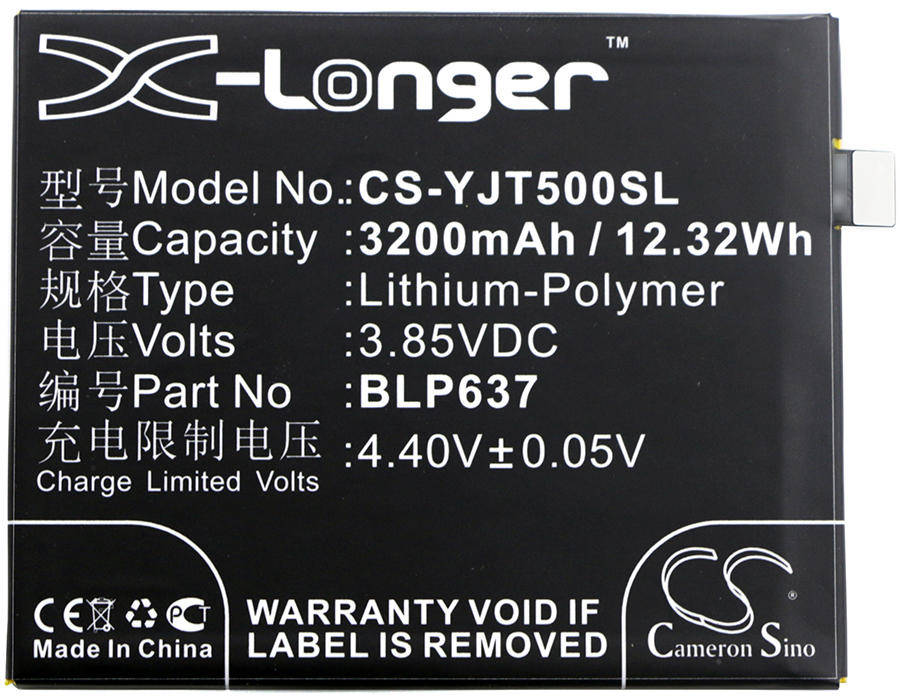 X-Longer™
型号Model No.:CS-YJT500SL
容量Capacity :3200mAh / 12.32Wh
规格Type :Lithium-Polymer
电压Volts :3.85VDC
编号Part No :BLP637
充电限制电压 :4.40V±0.05V
Charge Limited Volts
CE PCT
Made In China
WARRANTY VOID IF
LABEL IS REMOVED
CS ®
Cameron Sino